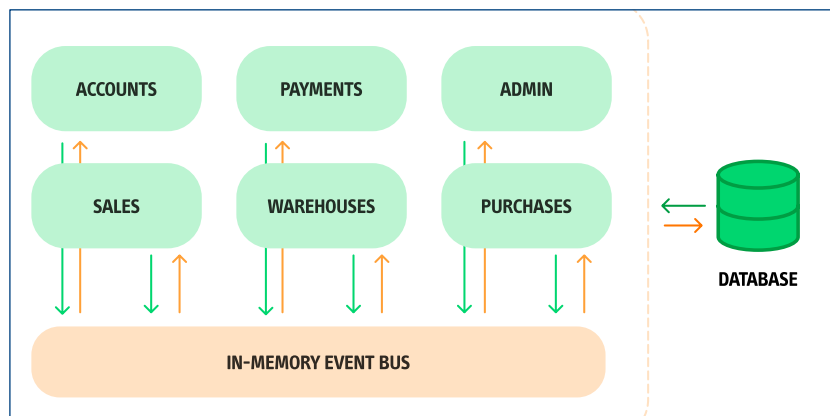 ACCOUNTS
PAYMENTS
ADMIN
SALES
WAREHOUSES
PURCHASES
DATABASE
IN-MEMORY EVENT BUS